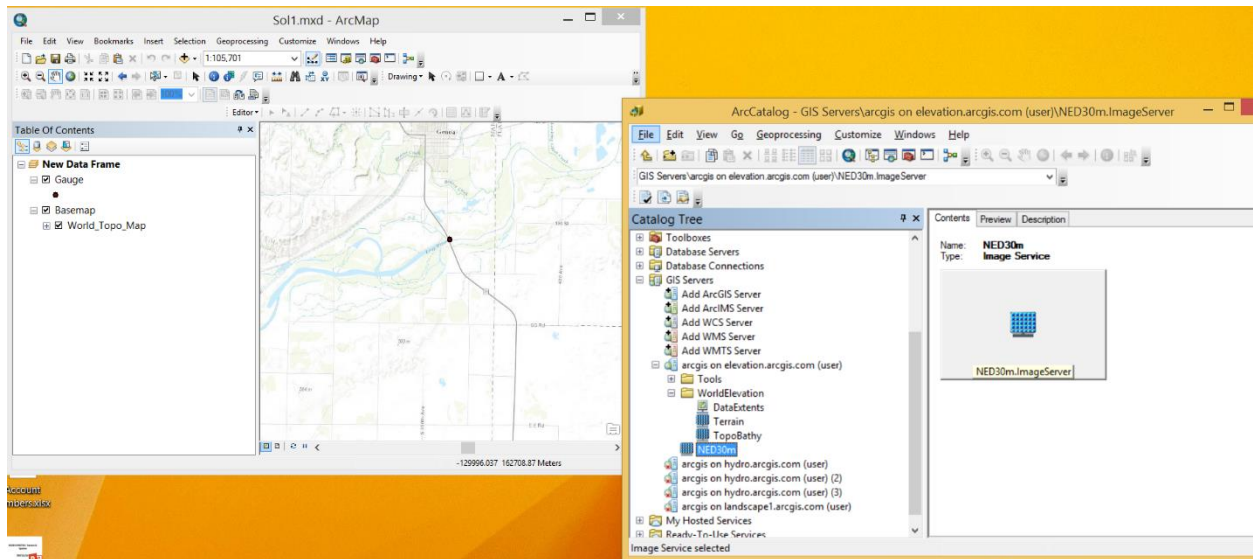 Sol1.mxd - ArcMap
File Edit View Bookmarks Insert Selection Geoprocessing Customize Windows Help
1:105,701
Drawing
100%
Editor
Table Of Contents
New Data Frame
Gauge
Basemap
World_Topo_Map
Genoa
-129996.037 162708.87 Meters
Account
mbers.xlsx
ArcCatalog - GIS Servers\arcgis on elevation.arcgis.com (user)\NED30m.ImageServer
File Edit View Go Geoprocessing Customize Windows Help
GIS Servers\arcgis on elevation.arcgis.com (user)\NED30m.ImageServer
Catalog Tree
Toolboxes
Database Servers
Database Connections
GIS Servers
Add ArcGIS Server
Add ArcIMS Server
Add WCS Server
Add WMS Server
Add WMTS Server
arcgis on elevation.arcgis.com (user)
Tools
WorldElevation
DataExtents
Terrain
TopoBathy
NED30m
arcgis on hydro.arcgis.com (user)
arcgis on hydro.arcgis.com (user) (2)
arcgis on hydro.arcgis.com (user) (3)
arcgis on landscape1.arcgis.com (user)
My Hosted Services
Ready-To-Use Services
Image Service selected
Contents Preview Description
Name: NED30m
Type: Image Service
NED30m.ImageServer